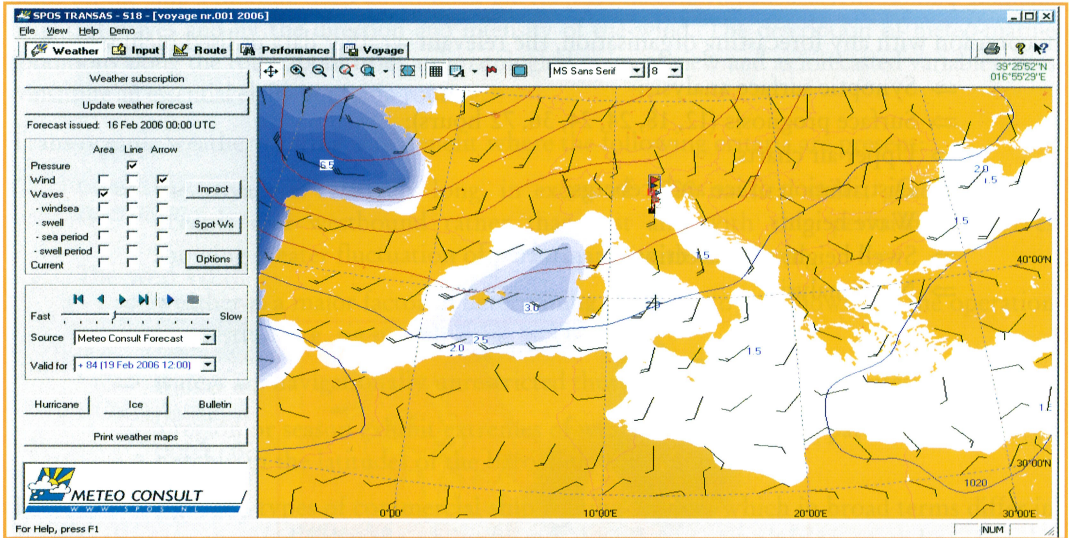 SPOS TRANSAS - S18 - [voyage nr.001 2006]
File View Help Demo
Weather Input Route Performance Voyage
MS Sans Serif 8
39°25'52"N
016°55'29"E
Weather subscription
Update weather forecast
Forecast issued: 16 Feb 2006 00:00 UTC
Area Line Arrow
Pressure
Wind
Waves
- windsea
- swell
- sea period
- swell period
Current
Impact
Spot Wx
Options
Fast Slow
Source Meteo Consult Forecast
Valid for + 84 (19 Feb 2006 12:00)
Hurricane Ice Bulletin
Print weather maps
METEO CONSULT
WWW.SPOS.NL
For Help, press F1
NUM
6.5
2.0
1.5
1.5
1.5
40°00'N
3.0
2.5
2.0
1.5
30°00'N
1020
0°00' 10°00'E 20°00'E 30°00'E